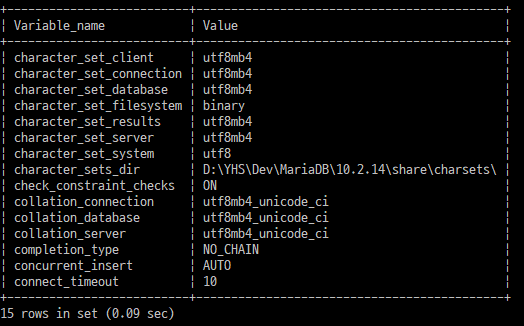 Variable_name | Value
character_set_client | utf8mb4
character_set_connection | utf8mb4
character_set_database | utf8mb4
character_set_filesystem | binary
character_set_results | utf8mb4
character_set_server | utf8mb4
character_set_system | utf8
character_sets_dir | D:\YHS\Dev\MariaDB\10.2.14\share\charsets\
check_constraint_checks | ON
collation_connection | utf8mb4_unicode_ci
collation_database | utf8mb4_unicode_ci
collation_server | utf8mb4_unicode_ci
completion_type | NO_CHAIN
concurrent_insert | AUTO
connect_timeout | 10
15 rows in set (0.09 sec)